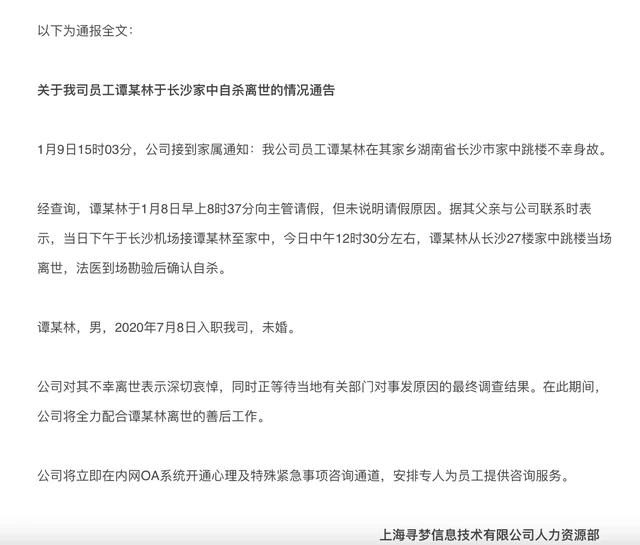 以下为通报全文：
关于我司员工谭某林于长沙家中自杀离世的情况通告
1月9日15时03分，公司接到家属通知：我公司员工谭某林在其家乡湖南省长沙市家中跳楼不幸身故。
经查询，谭某林于1月8日早上8时37分向主管请假，但未说明请假原因。据其父亲与公司联系时表
示，当日下午于长沙机场接谭某林至家中，今日中午12时30分左右，谭某林从长沙27楼家中跳楼当场
离世，法医到场勘验后确认自杀。
谭某林，男，2020年7月8日入职我司，未婚。
公司对其不幸离世表示深切哀悼，同时正等待当地有关部门对事发原因的最终调查结果。在此期间，
公司将全力配合谭某林离世的善后工作。
公司将立即在内网OA系统开通心理及特殊紧急事项咨询通道，安排专人为员工提供咨询服务。
上海寻梦信息技术有限公司人力资源部